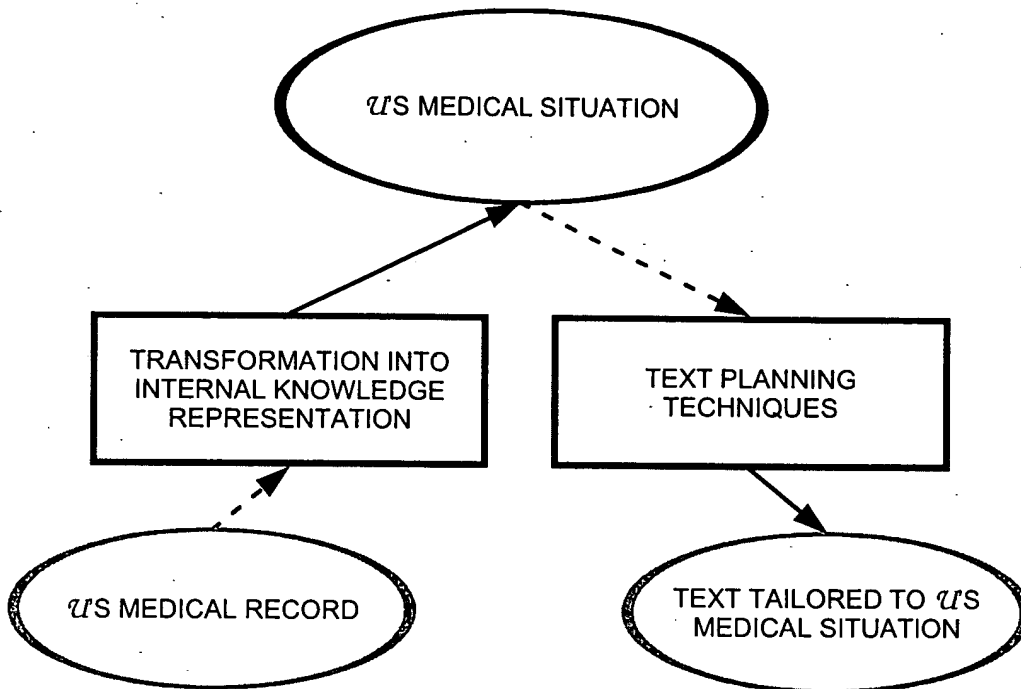 𝒰'S MEDICAL SITUATION
TRANSFORMATION INTO
INTERNAL KNOWLEDGE
REPRESENTATION
TEXT PLANNING
TECHNIQUES
𝒰'S MEDICAL RECORD
TEXT TAILORED TO 𝒰'S
MEDICAL SITUATION